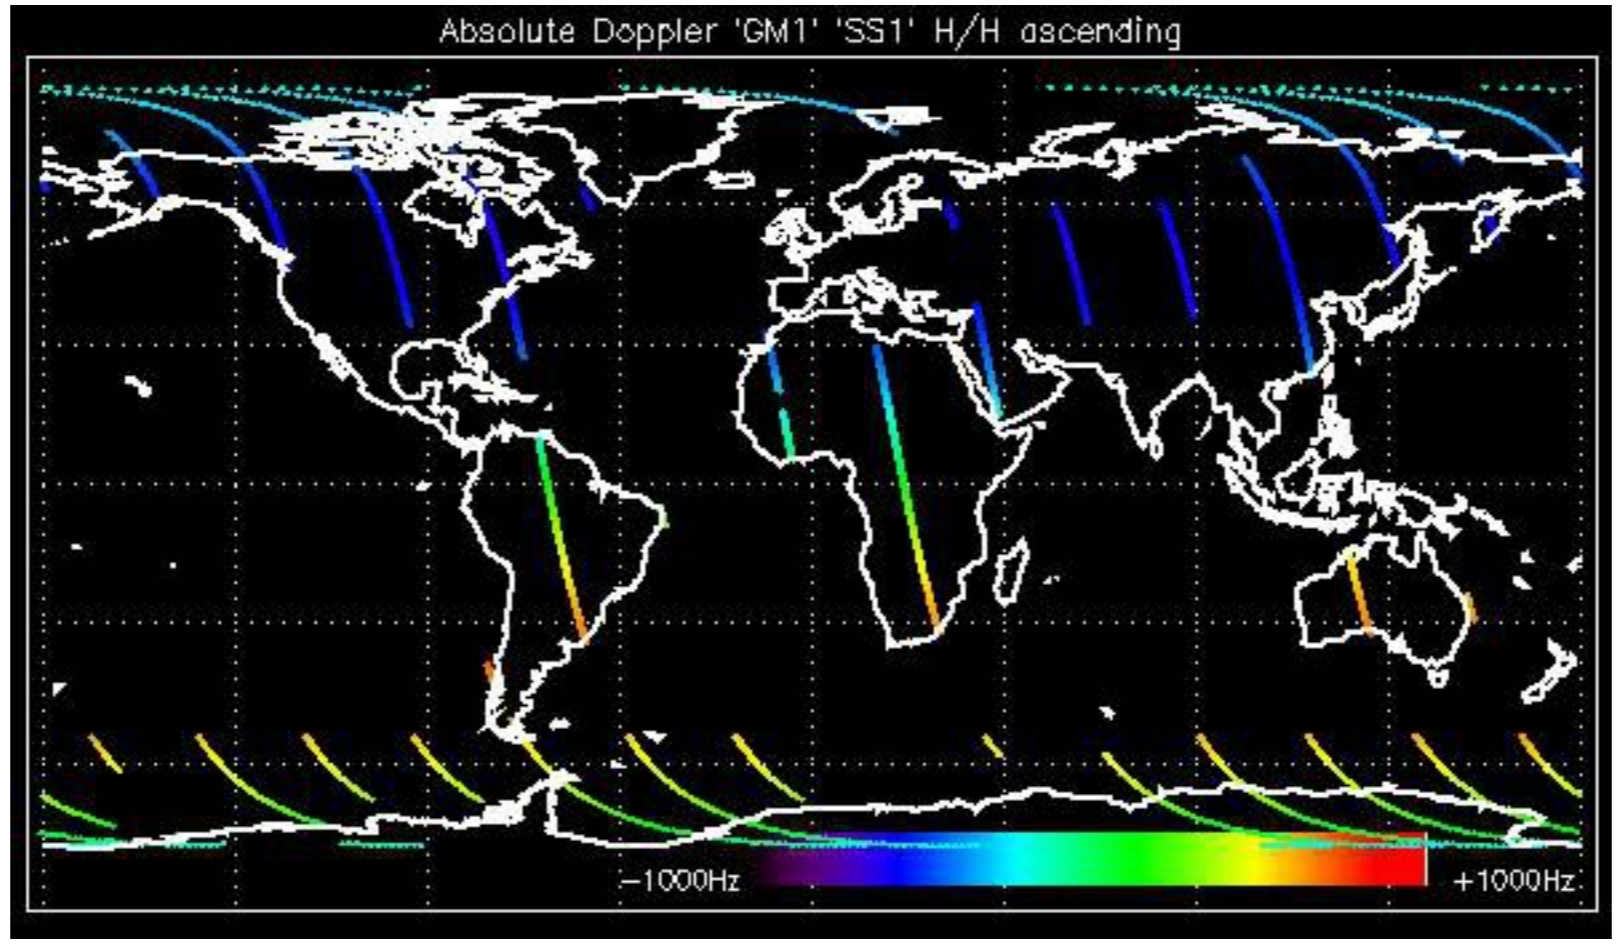 Absolute Doppler 'GM1' 'SS1' H/H ascending
−1000Hz
+1000Hz